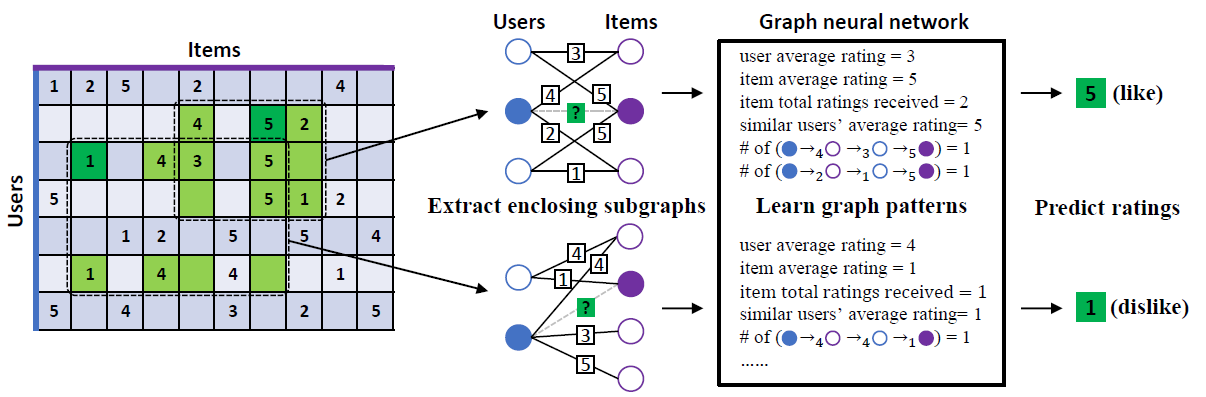 Users Items Graph neural network
Items
Users
1 2 5 2 4
4 5 2
1 4 3 5
5 5 1 2
1 2 5 5 4
1 4 4 1
5 4 3 2 5
3
4 5
?
2 5
1
user average rating = 3
item average rating = 5
item total ratings received = 2
similar users’ average rating= 5
# of (→4 →3 →5 ) = 1
# of (→2 →1 →5 ) = 1
5 (like)
Extract enclosing subgraphs Learn graph patterns Predict ratings
4
4
1
?
3
5
user average rating = 4
item average rating = 1
item total ratings received = 1
similar users’ average rating= 1
# of (→4 →4 →1 ) = 1
......
1 (dislike)